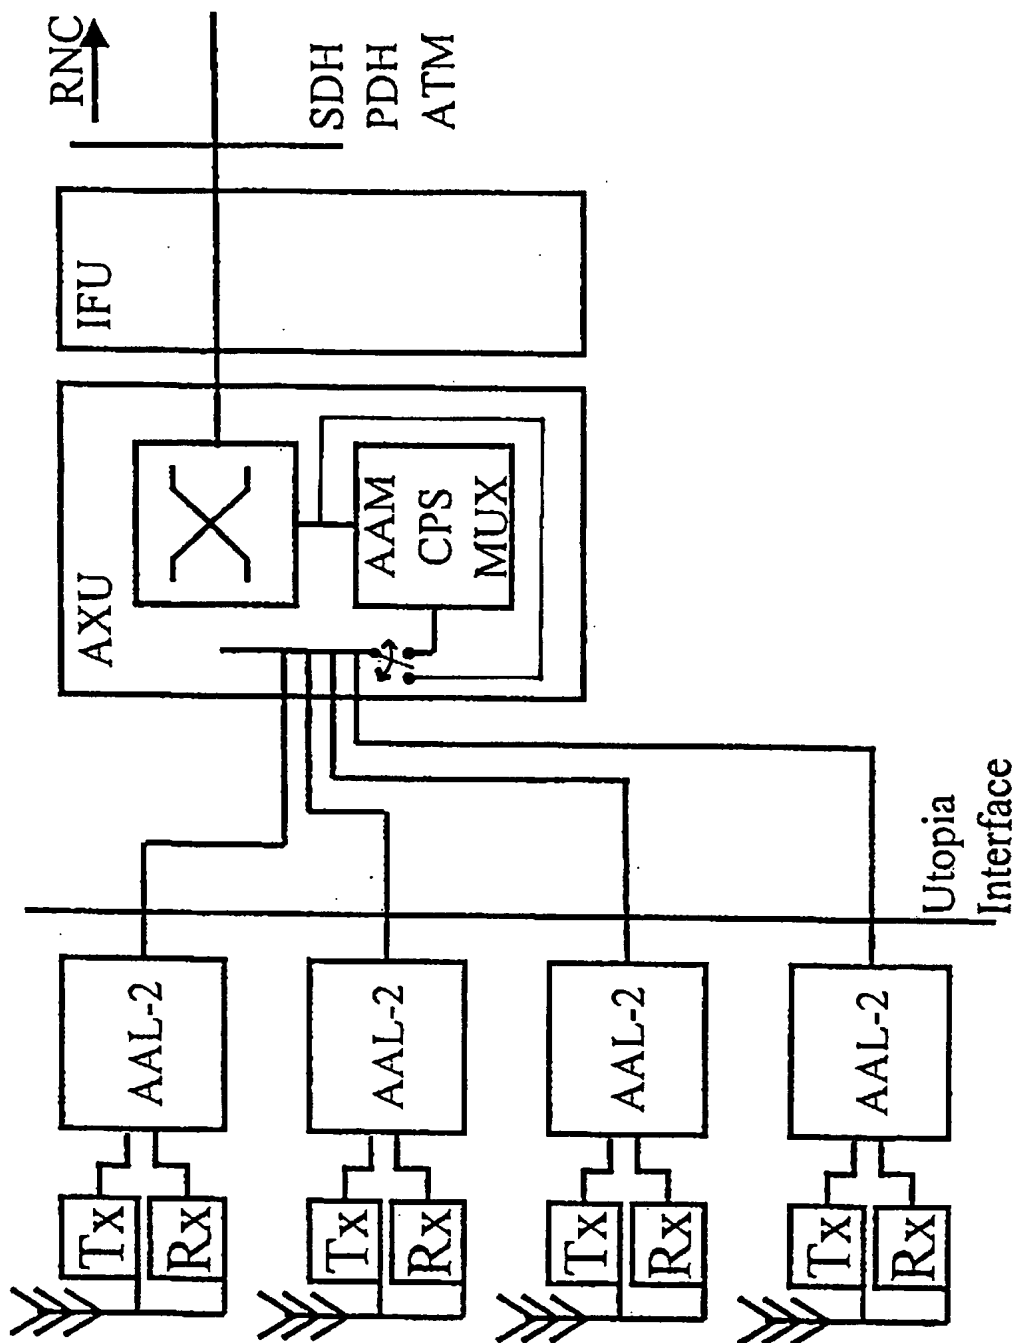 RNC
SDH
PDH
ATM
IFU
AXU
AAM
CPS
MUX
Utopia
Interface
AAL-2
AAL-2
AAL-2
AAL-2
Tx
Rx
Tx
Rx
Tx
Rx
Tx
Rx